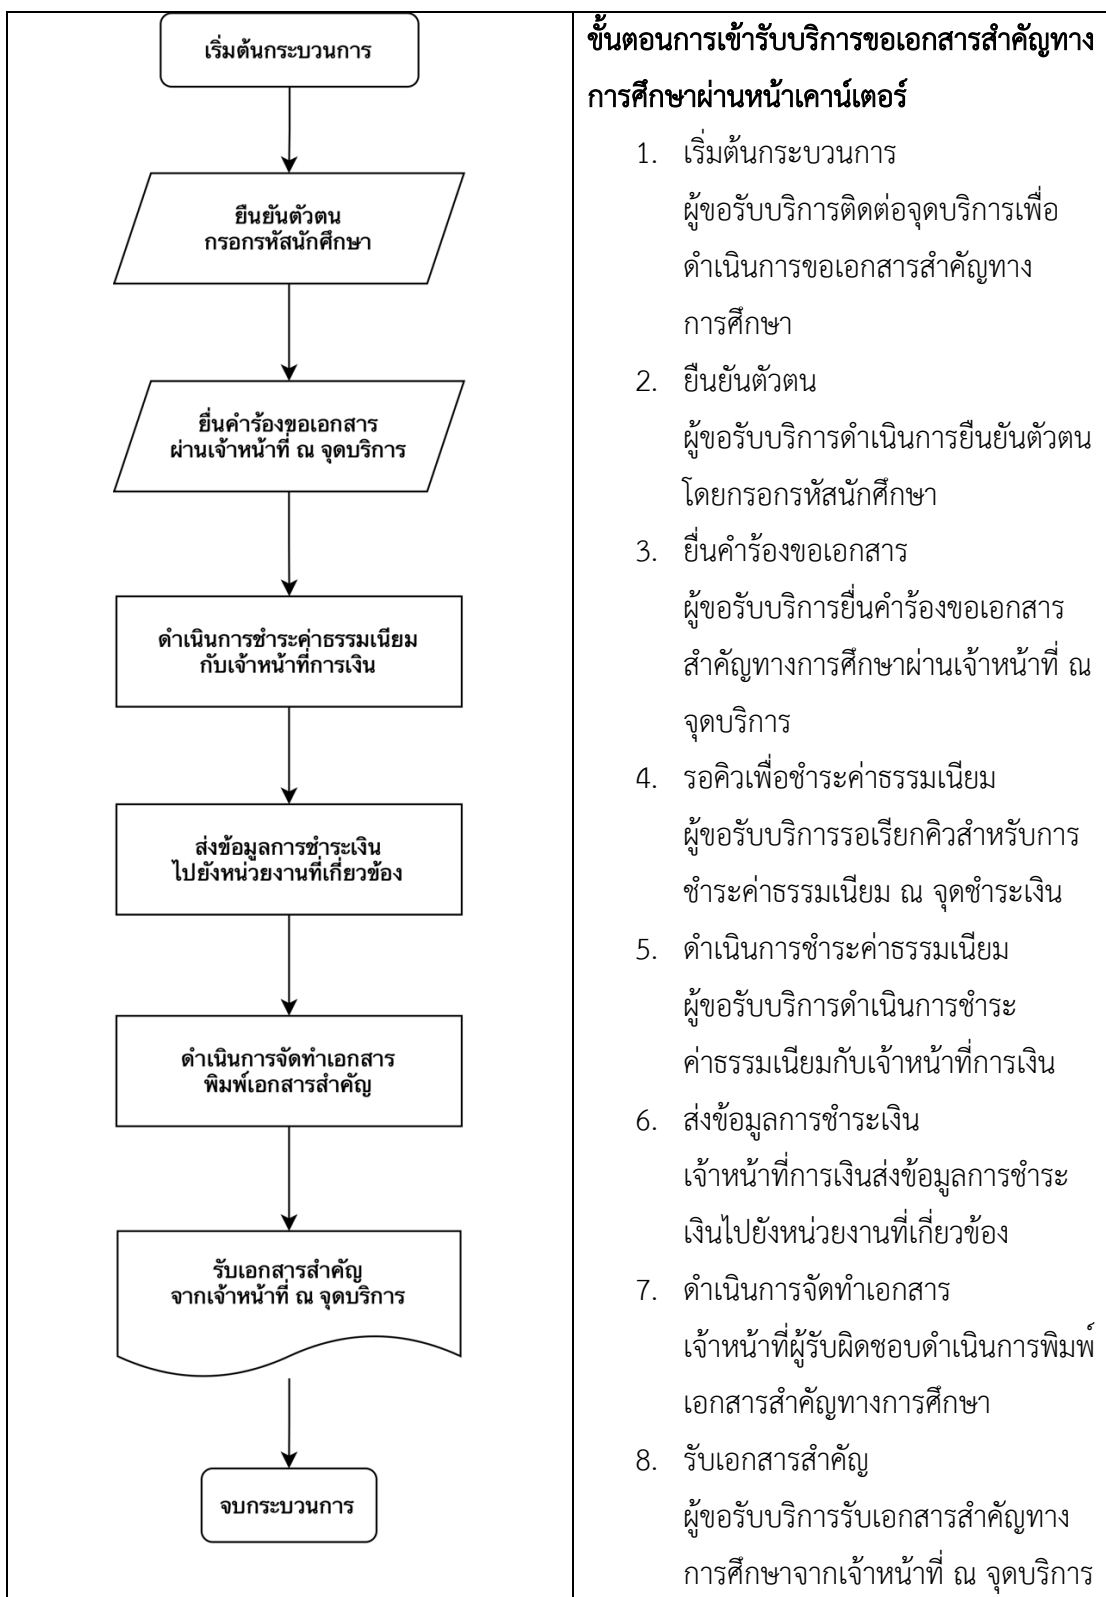 เริ่มต้นกระบวนการ
ยืนยันตัวตน
กรอกรหัสนักศึกษา
ยื่นคำร้องขอเอกสาร
ผ่านเจ้าหน้าที่ ณ จุดบริการ
ดำเนินการชำระค่าธรรมเนียม
กับเจ้าหน้าที่การเงิน
ส่งข้อมูลการชำระเงิน
ไปยังหน่วยงานที่เกี่ยวข้อง
ดำเนินการจัดทำเอกสาร
พิมพ์เอกสารสำคัญ
รับเอกสารสำคัญ
จากเจ้าหน้าที่ ณ จุดบริการ
จบกระบวนการ
ขั้นตอนการเข้ารับบริการขอเอกสารสำคัญทาง
การศึกษาผ่านหน้าเคาน์เตอร์
1. เริ่มต้นกระบวนการ
ผู้ขอรับบริการติดต่อจุดบริการเพื่อ
ดำเนินการขอเอกสารสำคัญทาง
การศึกษา
2. ยืนยันตัวตน
ผู้ขอรับบริการดำเนินการยืนยันตัวตน
โดยกรอกรหัสนักศึกษา
3. ยื่นคำร้องขอเอกสาร
ผู้ขอรับบริการยื่นคำร้องขอเอกสาร
สำคัญทางการศึกษาผ่านเจ้าหน้าที่ ณ
จุดบริการ
4. รอคิวเพื่อชำระค่าธรรมเนียม
ผู้ขอรับบริการรอเรียกคิวสำหรับการ
ชำระค่าธรรมเนียม ณ จุดชำระเงิน
5. ดำเนินการชำระค่าธรรมเนียม
ผู้ขอรับบริการดำเนินการชำระ
ค่าธรรมเนียมกับเจ้าหน้าที่การเงิน
6. ส่งข้อมูลการชำระเงิน
เจ้าหน้าที่การเงินส่งข้อมูลการชำระ
เงินไปยังหน่วยงานที่เกี่ยวข้อง
7. ดำเนินการจัดทำเอกสาร
เจ้าหน้าที่ผู้รับผิดชอบดำเนินการพิมพ์
เอกสารสำคัญทางการศึกษา
8. รับเอกสารสำคัญ
ผู้ขอรับบริการรับเอกสารสำคัญทาง
การศึกษาจากเจ้าหน้าที่ ณ จุดบริการ